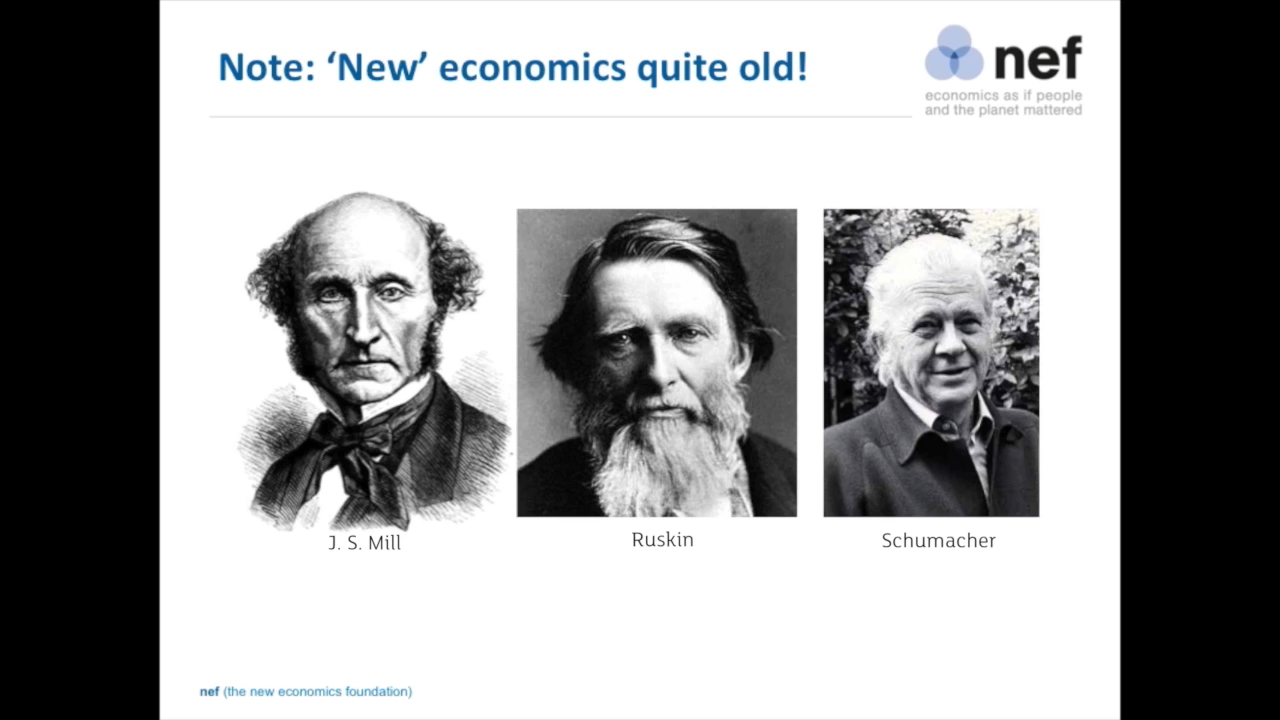 Note: ‘New’ economics quite old!
nef
economics as if people
and the planet mattered
J. S. Mill
Ruskin
Schumacher
nef (the new economics foundation)